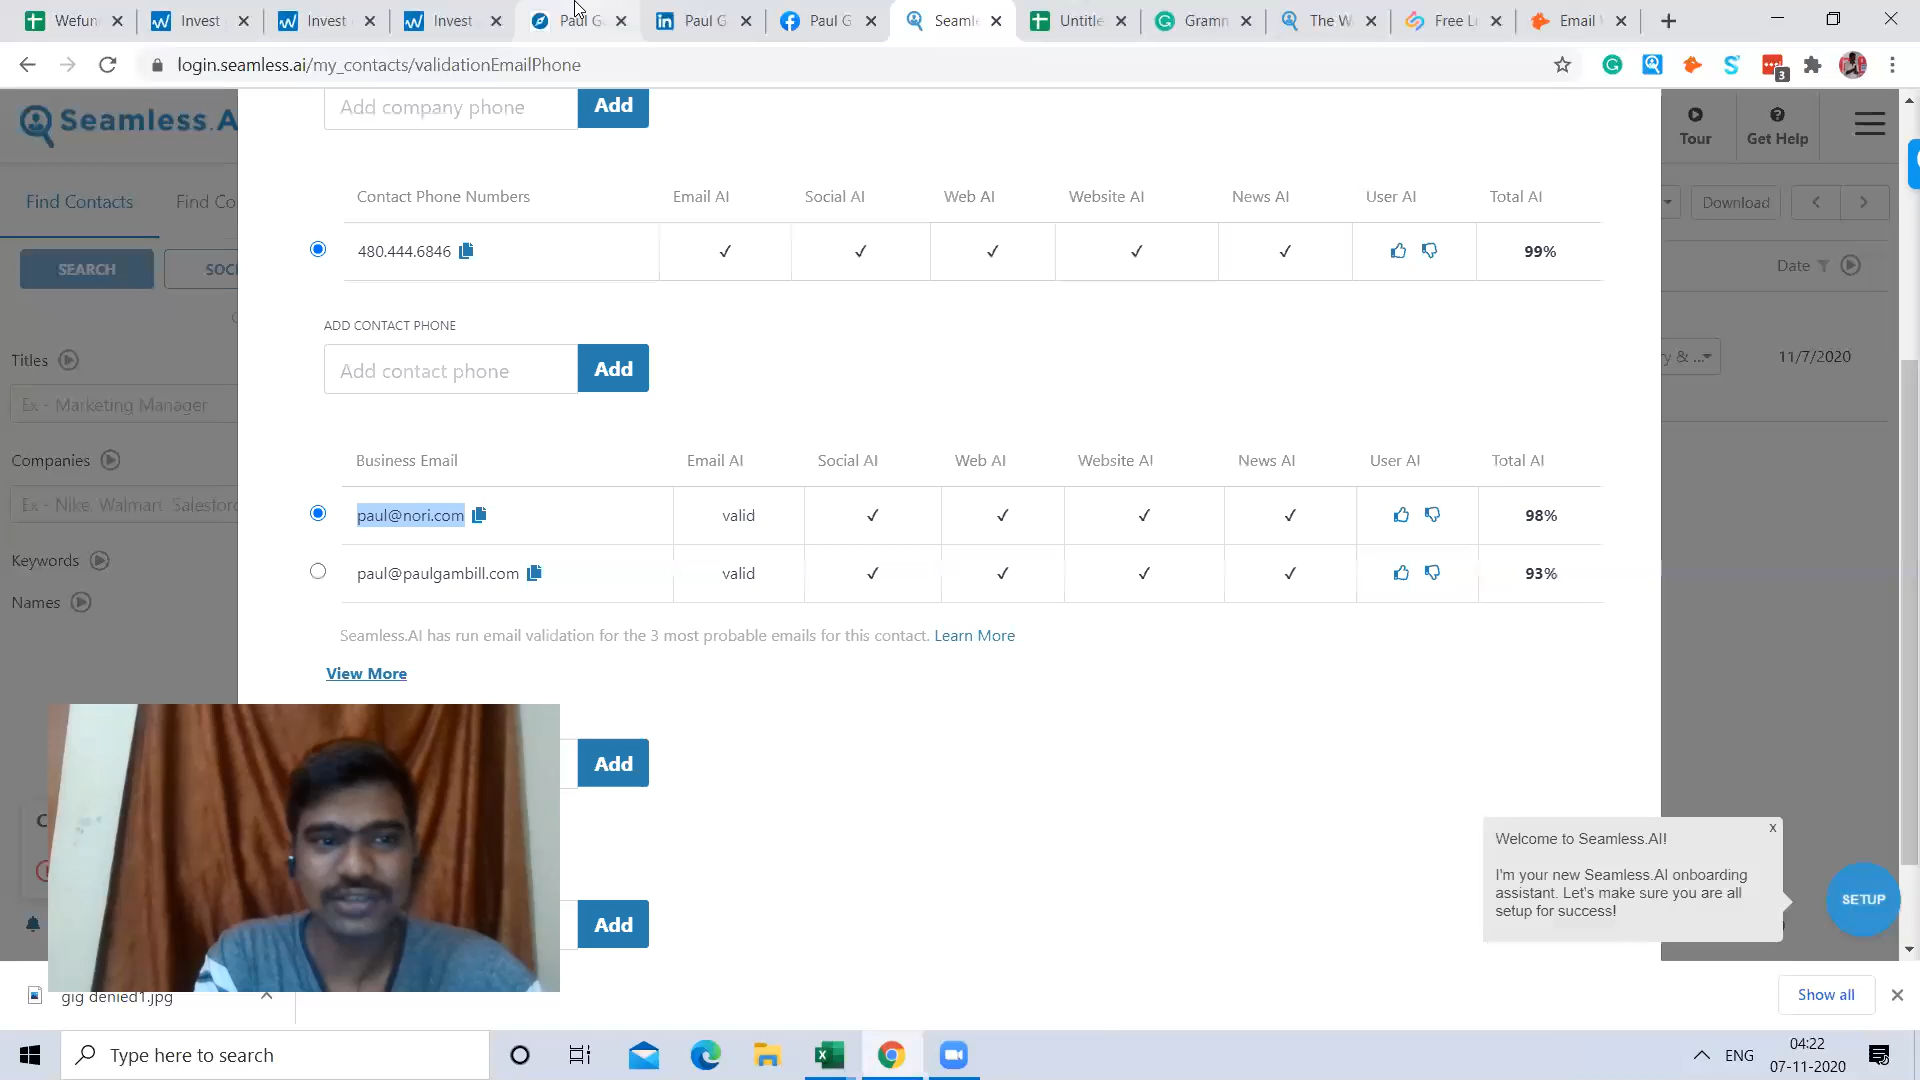 Wefun
Invest
Invest
Invest
Paul G
Paul G
Paul G
Seaml
Untitle
Gramn
The W
Free L
Email
login.seamless.ai/my_contacts/validationEmailPhone
3
Seamless.A
Add company phone
Add
Tour
Get Help
Find Contacts
Find Co
Download
SEARCH
SOC
Contact Phone Numbers Email AI Social AI Web AI Website AI News AI User AI Total AI
480.444.6846 ✓ ✓ ✓ ✓ ✓ 99%
Date
ADD CONTACT PHONE
Add contact phone
Add
Titles
Ex - Marketing Manager
y & ...
11/7/2020
Companies
Ex - Nike, Walmart, Salesforc
Keywords
Names
Business Email Email AI Social AI Web AI Website AI News AI User AI Total AI
paul@nori.com valid ✓ ✓ ✓ ✓ 98%
paul@paulgambill.com valid ✓ ✓ ✓ ✓ 93%
Seamless.AI has run email validation for the 3 most probable emails for this contact. Learn More
View More
Add
C
Add
x
Welcome to Seamless.AI!
I'm your new Seamless.AI onboarding
assistant. Let's make sure you are all
setup for success!
SETUP
gig denied1.jpg
Show all
Type here to search
ENG
04:22
07-11-2020